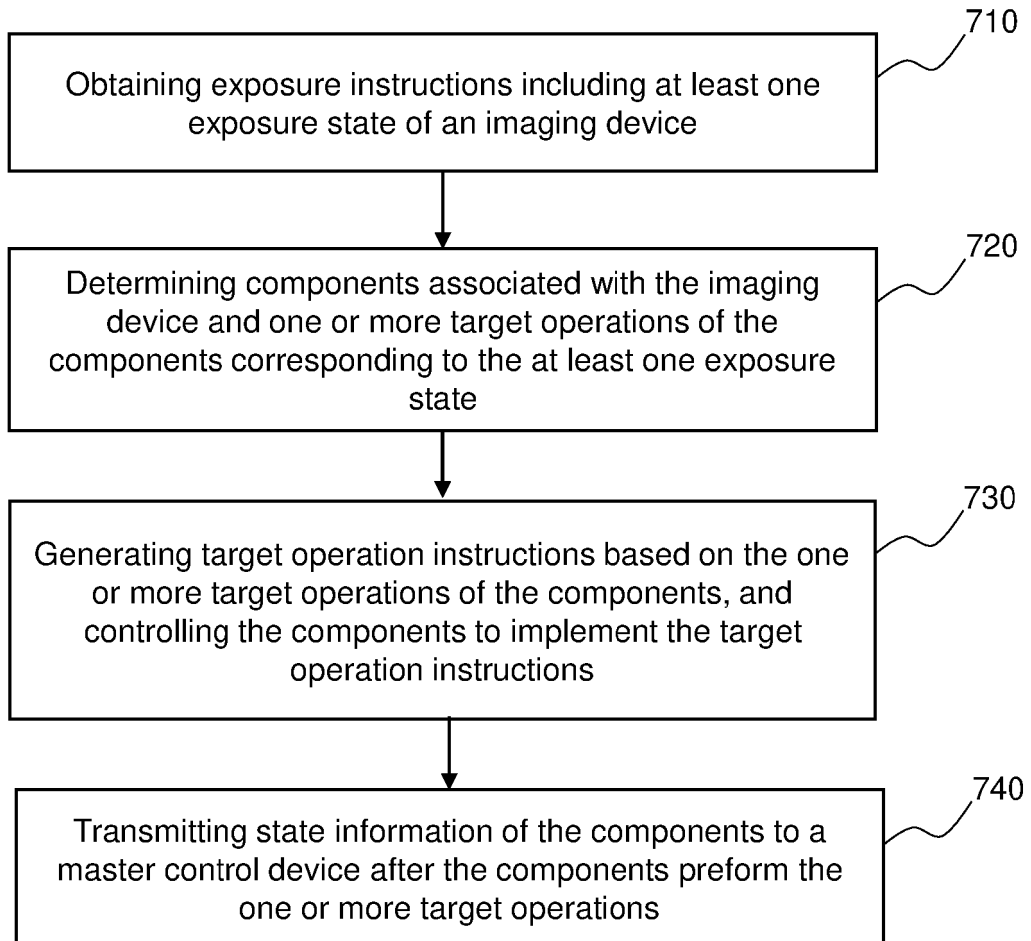 710
Obtaining exposure instructions including at least one
exposure state of an imaging device
720
Determining components associated with the imaging
device and one or more target operations of the
components corresponding to the at least one exposure
state
730
Generating target operation instructions based on the one
or more target operations of the components, and
controlling the components to implement the target
operation instructions
740
Transmitting state information of the components to a
master control device after the components preform the
one or more target operations